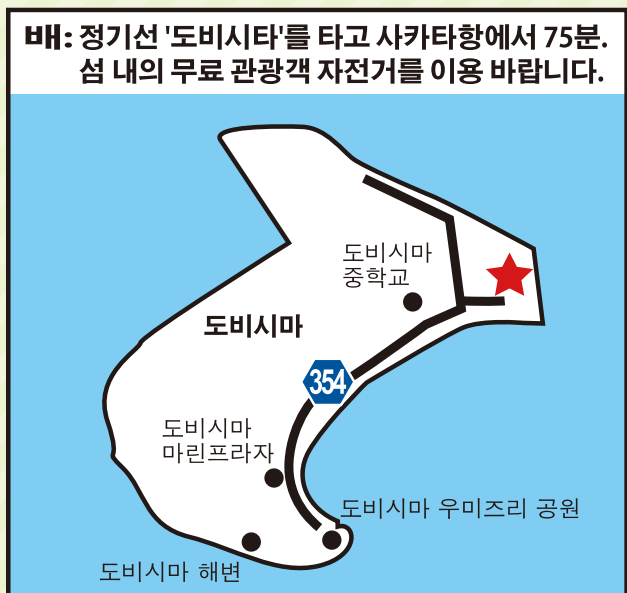 배: 정기선 '도비시타'를 타고 사카타항에서 75분.
섬 내의 무료 관광객 자전거를 이용 바랍니다.
도비시마
중학교
도비시마
354
도비시마
마린프라자
도비시마 우미즈리 공원
도비시마 해변